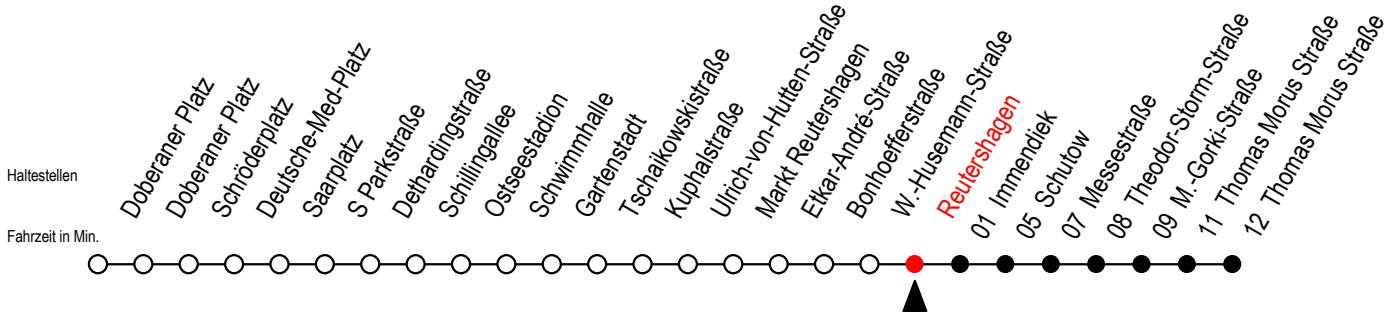 Haltestellen
Fahrzeit in Min.
Doberaner Platz
Doberaner Platz
Schröderplatz
Deutsche-Med-Platz
Saarplatz
S Parkstraße
Dethardingstraße
Schillingallee
Ostseestadion
Schwimmhalle
Gartenstadt
Tschaikowskistraße
Kuphalstraße
Ulrich-von-Hutten-Straße
Markt Reutershagen
Etkar-André-Straße
Bonhoefferstraße
W.-Husemann-Straße
Reutershagen
01 Immendiek
05 Schutow
07 Messestraße
08 Theodor-Storm-Straße
09 M.-Gorki-Straße
11 Thomas Morus Straße
12 Thomas Morus Straße